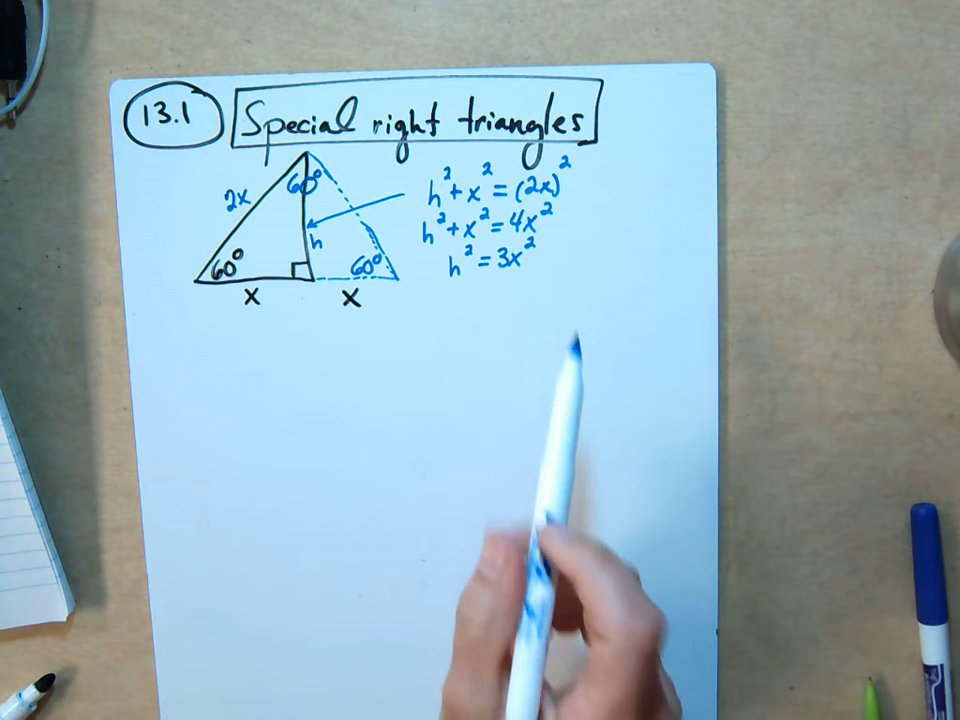 13.1 Special right triangles
2x 60° h² + x² = (2x)²
h h² + x² = 4x²
60° 60° h² = 3x²
x x